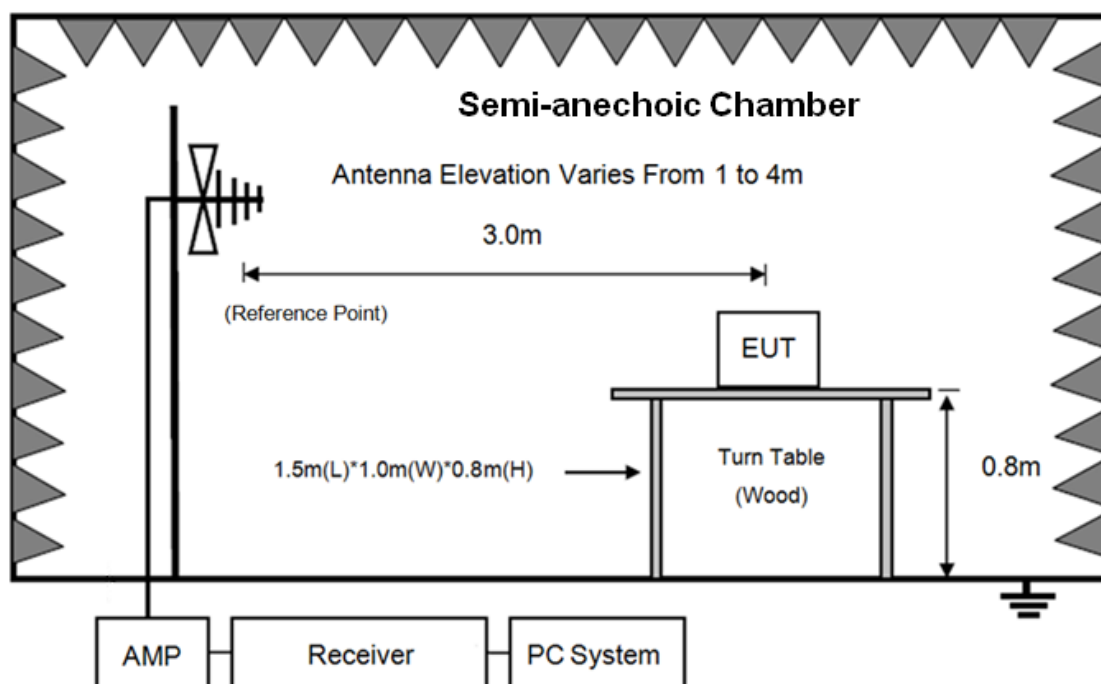 Semi-anechoic Chamber
Antenna Elevation Varies From 1 to 4m
3.0m
(Reference Point)
EUT
1.5m(L)*1.0m(W)*0.8m(H)
Turn Table
(Wood)
0.8m
AMP
Receiver
PC System